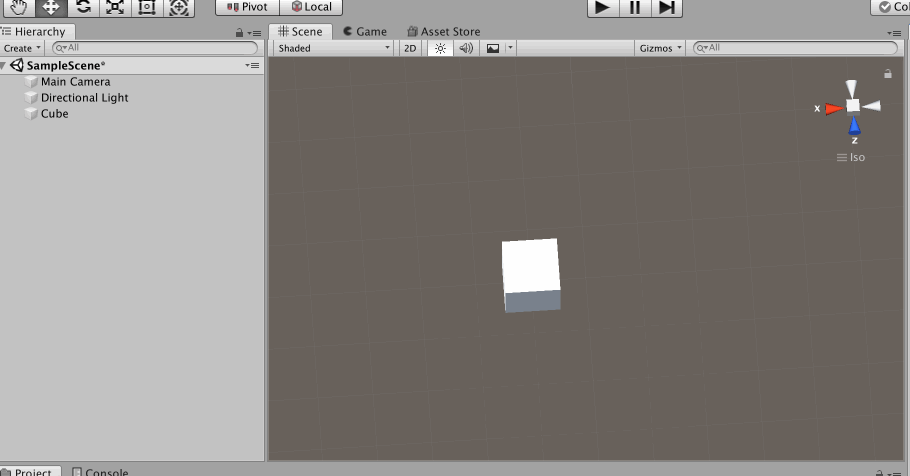 Pivot Local Co
Hierarchy Scene Game Asset Store
Create All Shaded 2D Gizmos All
SampleScene*
Main Camera
Directional Light
Cube
x
z
Iso
Project Console